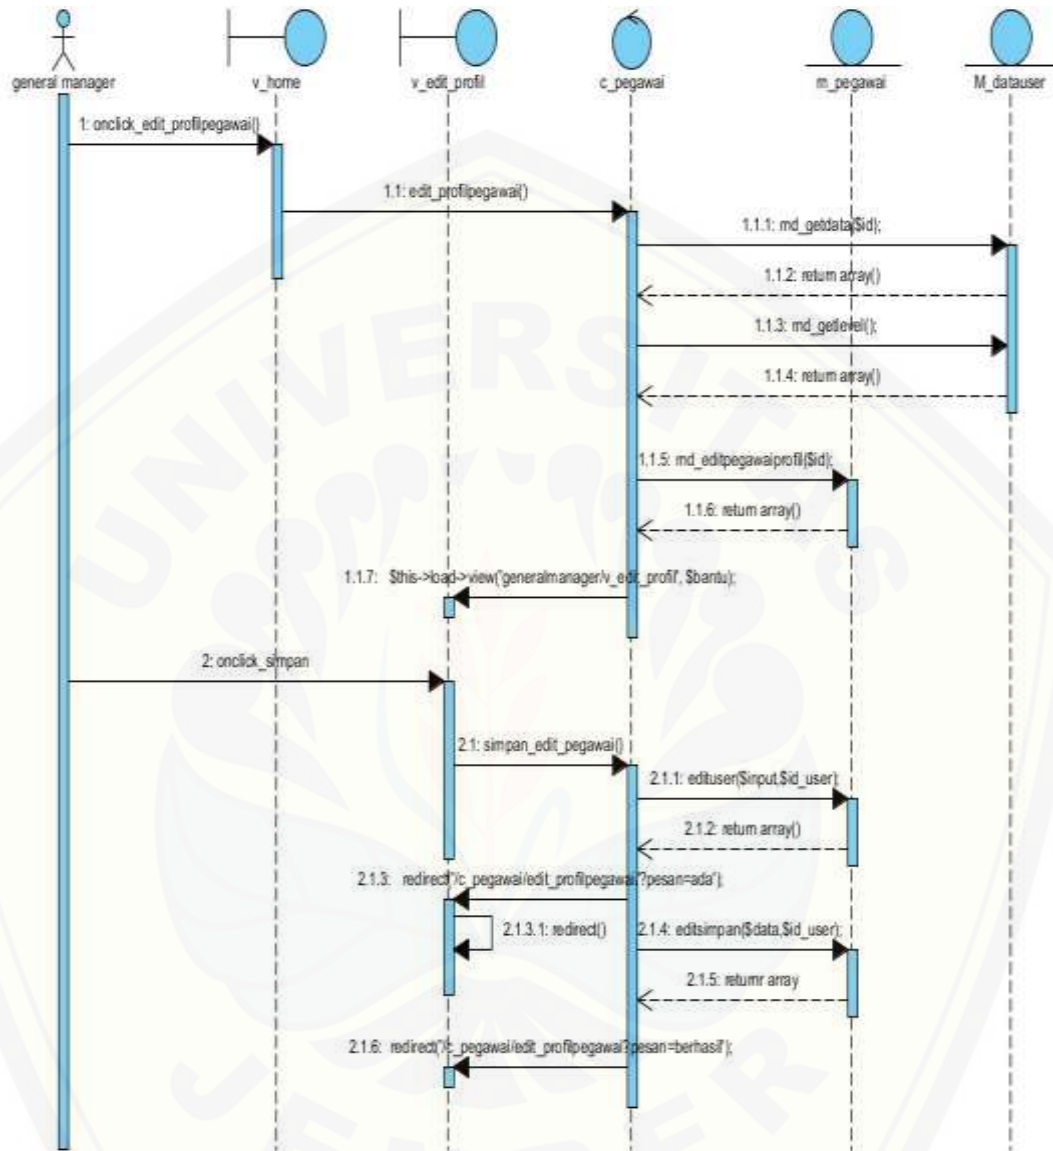 general manager
v_home
v_edit_profil
c_pegawai
m_pegawai
M_datauser
1: onclick_edit_profilpegawai()
1.1: edit_profilpegawai()
1.1.1: md_getdata($id);
1.1.2: return array()
1.1.3: md_getlevel();
1.1.4: return array()
1.1.5: md_editpegawaiprofil($id);
1.1.6: return array()
1.1.7: $this->load->view('generalmanager/v_edit_profil', $bantu);
2: onclick_simpan
2.1: simpan_edit_pegawai()
2.1.1: edituser($input,$id_user);
2.1.2: return array()
2.1.3: redirect('/c_pegawai/edit_profilpegawai?pesan=ada');
2.1.3.1: redirect()
2.1.4: editsimpan($data,$id_user);
2.1.5: returnr array
2.1.6: redirect('/c_pegawai/edit_profilpegawai?pesan=berhasil');
UNIVERSITAS
JEMBER